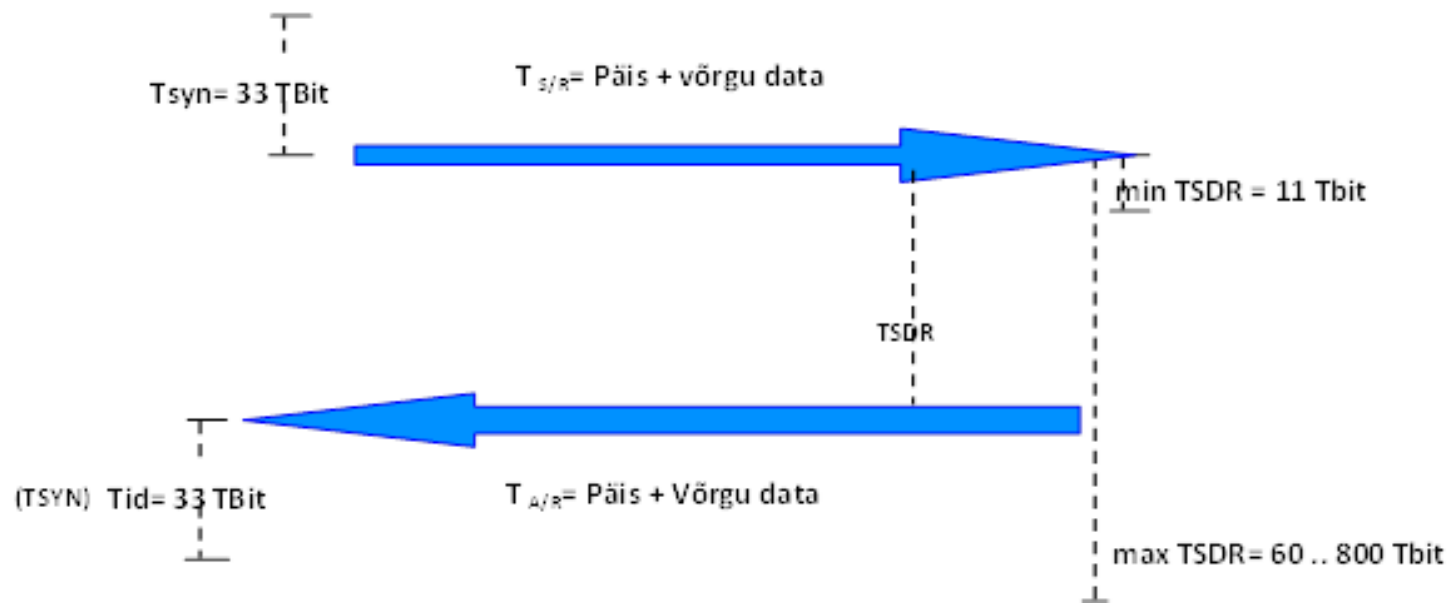 T S/R= Päis + võrgu data
Tsyn= 33 TBit
min TSDR = 11 Tbit
TSDR
(TSYN) Tid= 33 TBit
T A/R= Päis + Võrgu data
max TSDR= 60 .. 800 Tbit